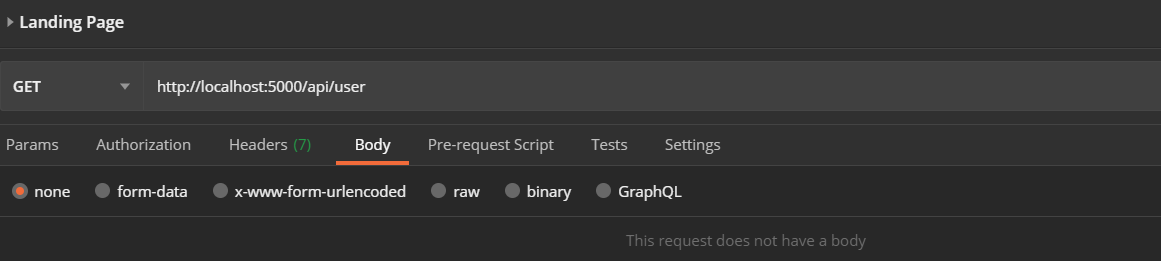 Landing Page
GET http://localhost:5000/api/user
Params Authorization Headers (7) Body Pre-request Script Tests Settings
none form-data x-www-form-urlencoded raw binary GraphQL
This request does not have a body